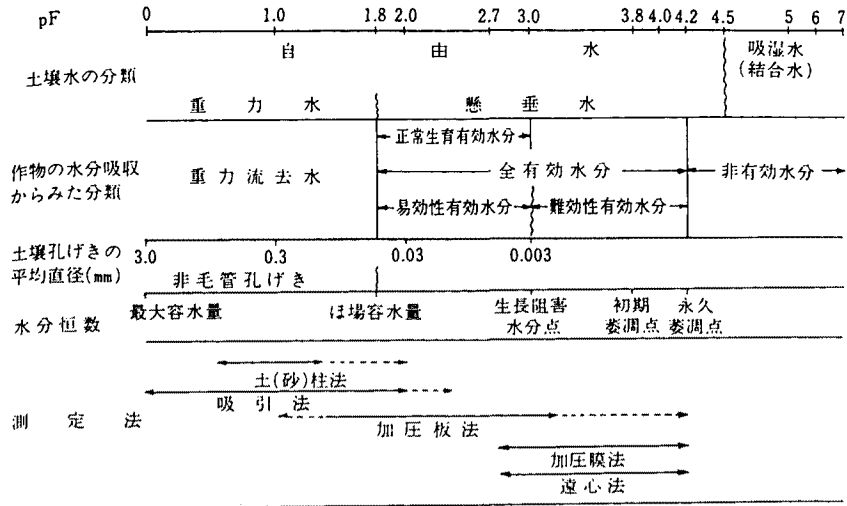 pF 0 1.0 1.8 2.0 2.7 3.0 3.8 4.0 4.2 4.5 5 6 7
土壌水の分類
自由水
吸湿水
(結合水)
重力水 懸垂水
作物の水分吸収
からみた分類
正常生育有効水分
重力流去水 全有効水分 非有効水分
易効性有効水分 難効性有効水分
土壌孔げきの
平均直径(mm)
3.0 0.3 0.03 0.003
非毛管孔げき
水分恒数
最大容水量 ほ場容水量
生長阻害
水分点
初期
萎凋点
永久
萎凋点
測定法
土(砂)柱法
吸引法
加圧板法
加圧膜法
遠心法